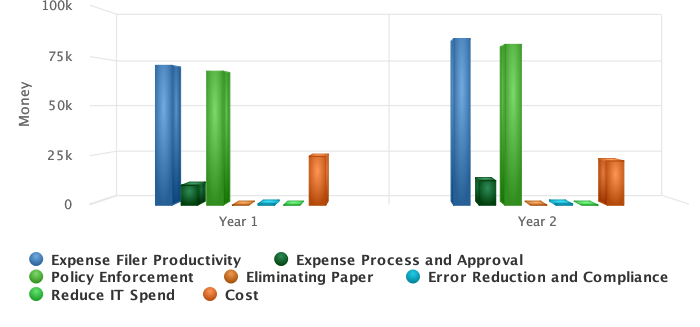 100k
75k
Money
50k
25k
0
Year 1 Year 2
Expense Filer Productivity Expense Process and Approval
Policy Enforcement Eliminating Paper Error Reduction and Compliance
Reduce IT Spend Cost